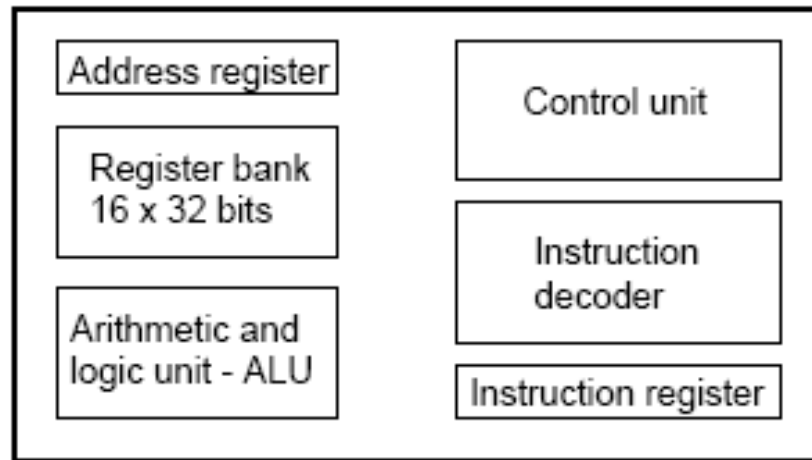 Address register
Register bank
16 x 32 bits
Arithmetic and
logic unit - ALU
Control unit
Instruction
decoder
Instruction register